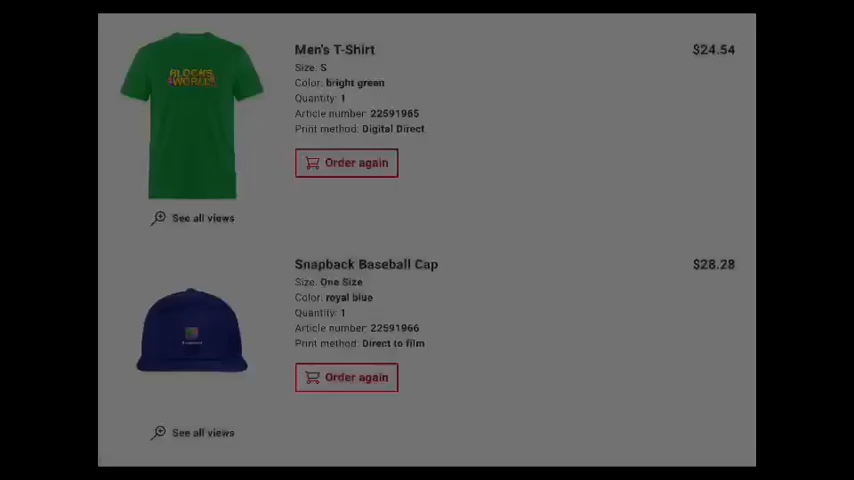 BLOCKS
WORLD
Men's T-Shirt
$24.54
Size: S
Color: bright green
Quantity: 1
Article number: 22591965
Print method: Digital Direct
Order again
See all views
Snapback Baseball Cap
$28.28
Size: One Size
Color: royal blue
Quantity: 1
Article number: 22591966
Print method: Direct to film
Order again
See all views